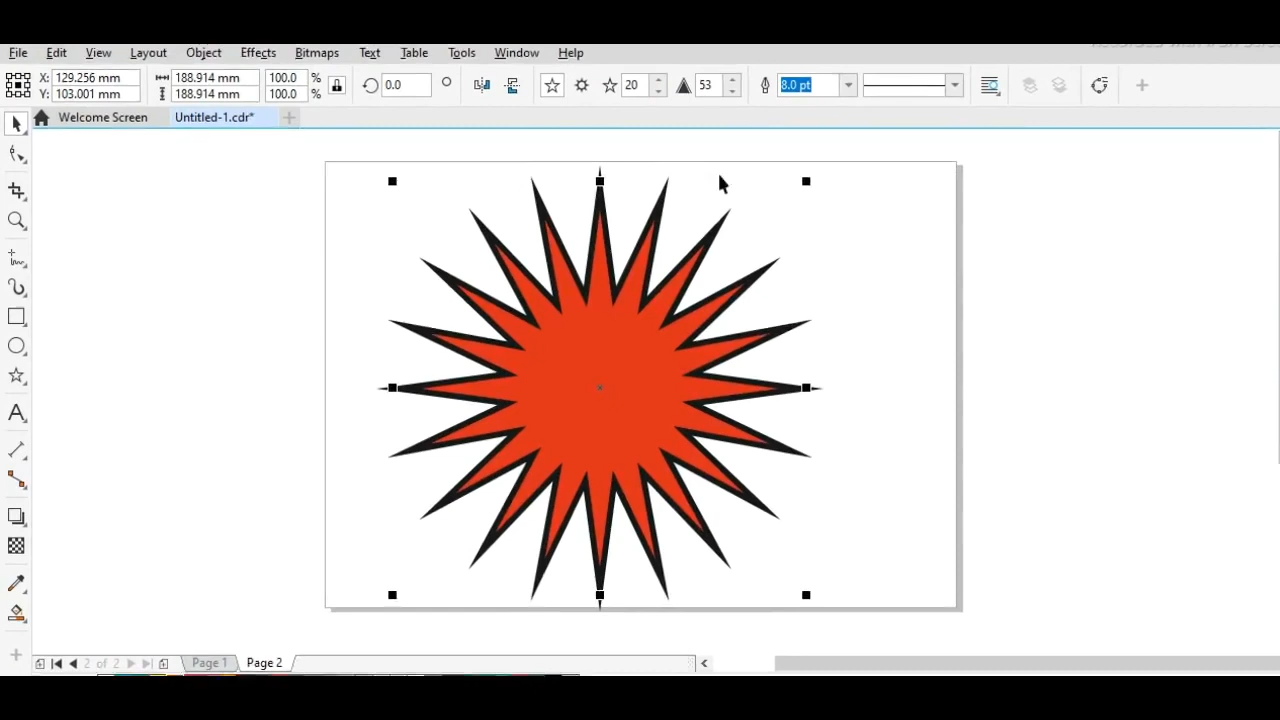 File Edit View Layout Object Effects Bitmaps Text Table Tools Window Help
X: 129.256 mm 188.914 mm 100.0 % 0.0 ° 20 53 8.0 pt
Y: 103.001 mm 188.914 mm 100.0 %
Welcome Screen Untitled-1.cdr*
2 of 2 Page 1 Page 2